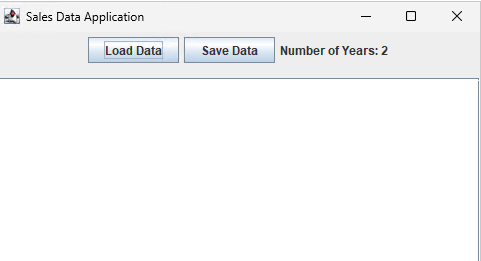 Sales Data Application
Load Data Save Data Number of Years: 2